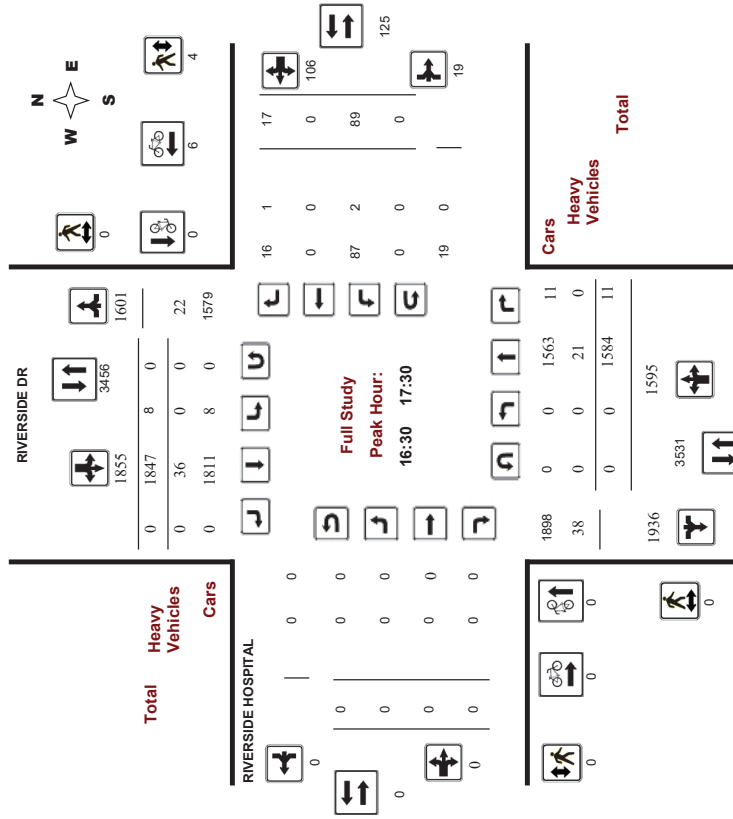 N
W E
S
RIVERSIDE DR
0
0
6
4
1855
3456
1601
0 1847 8 0
0 36 0 0 22
0 1811 8 0 1579
Total
Heavy
Vehicles
Cars
RIVERSIDE HOSPITAL
0
0
0
0 0
0 0 0
0 0 0
0 0 0
0 0 0
Full Study
Peak Hour:
16:30 17:30
16 1 17
0 0 0
87 2 89
0 0 0
19 0
106
125
19
Cars
Heavy
Vehicles
Total
1898 0 0 1563 11
38 0 0 21 0
0 0 1584 11
1936
3531
1595
0
0
0
0